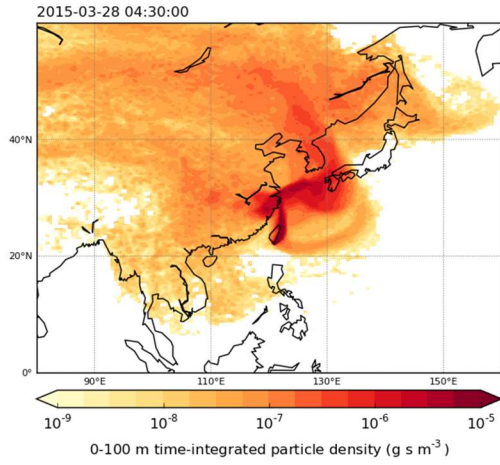 2015-03-28 04:30:00
40°N
20°N
0°
90°E 110°E 130°E 150°E
10⁻⁹ 10⁻⁸ 10⁻⁷ 10⁻⁶ 10⁻⁵
0-100 m time-integrated particle density (g s m⁻³)